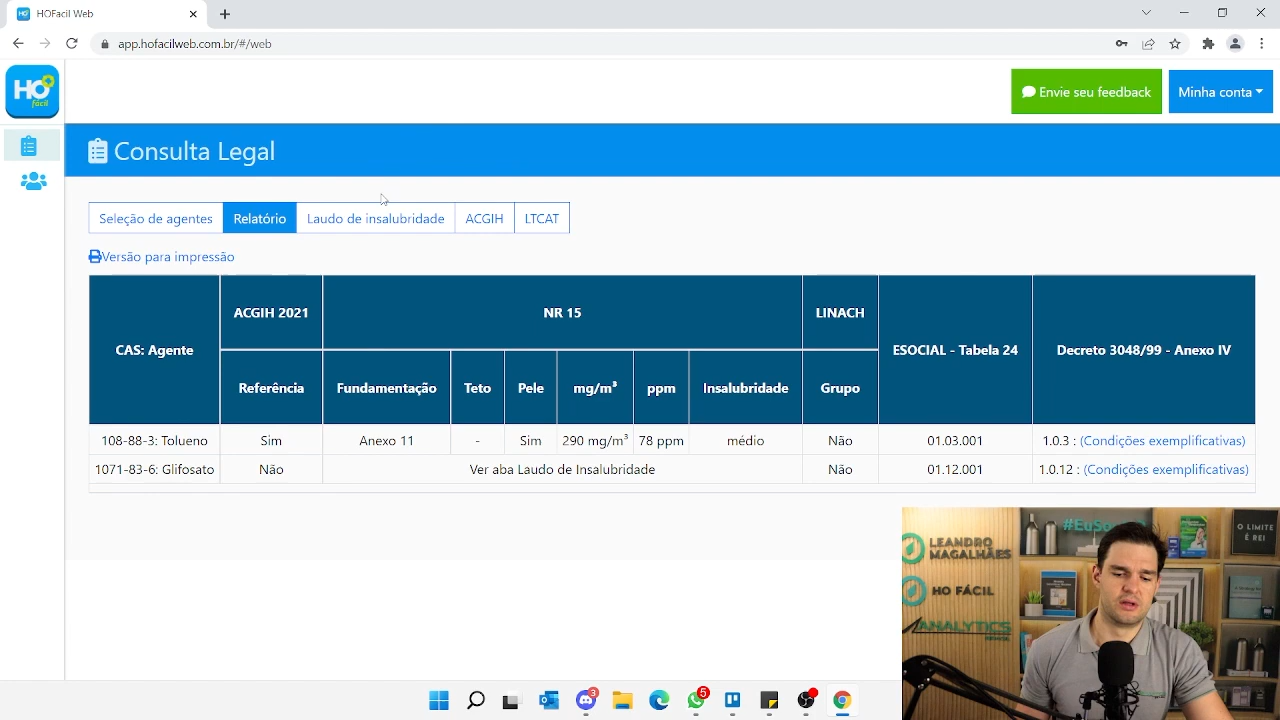 HOFacil Web
app.hofacilweb.com.br/#/web
HO
fácil
Envie seu feedback
Minha conta
Consulta Legal
Seleção de agentes
Relatório
Laudo de insalubridade
ACGIH
LTCAT
Versão para impressão
CAS: Agente
ACGIH 2021
NR 15
LINACH
ESOCIAL - Tabela 24
Decreto 3048/99 - Anexo IV
Referência
Fundamentação
Teto
Pele
mg/m³
ppm
Insalubridade
Grupo
108-88-3: Tolueno
Sim
Anexo 11
-
Sim
290 mg/m³
78 ppm
médio
Não
01.03.001
1.0.3 : (Condições exemplificativas)
1071-83-6: Glifosato
Não
Ver aba Laudo de Insalubridade
Não
01.12.001
1.0.12 : (Condições exemplificativas)
LEANDRO
MAGALHÃES
HO FÁCIL
ANALYTICS
O LIMITE
É REI
3
5